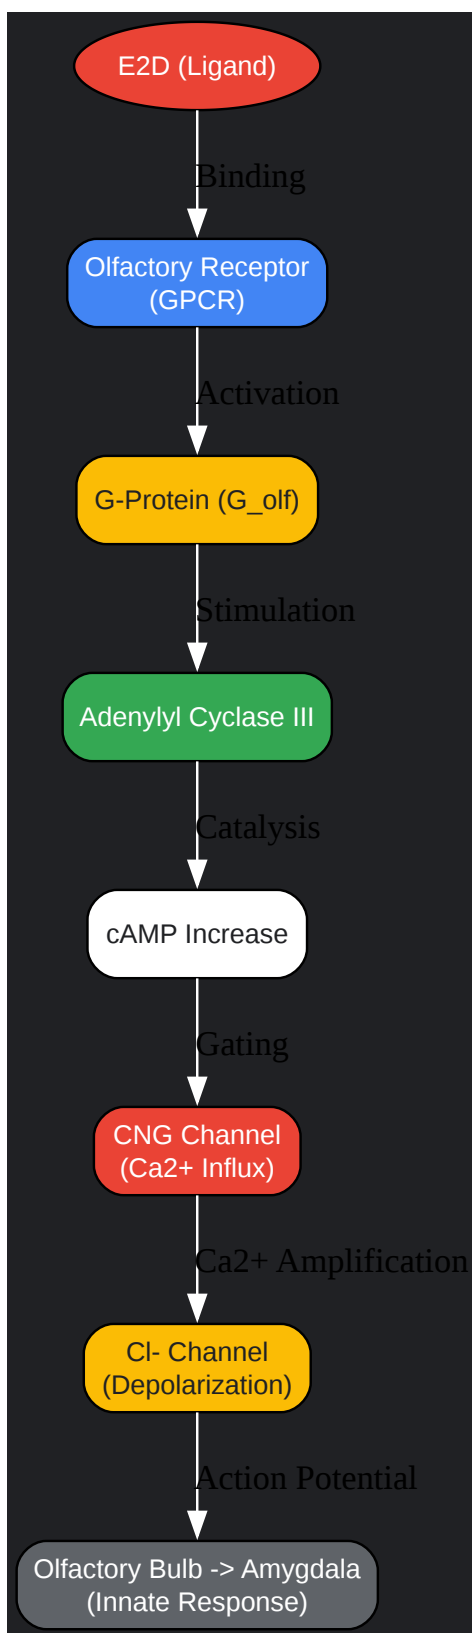 E2D (Ligand)
Binding
Olfactory Receptor
(GPCR)
Activation
G-Protein (G_olf)
Stimulation
Adenylyl Cyclase III
Catalysis
cAMP Increase
Gating
CNG Channel
(Ca2+ Influx)
Ca2+ Amplification
Cl- Channel
(Depolarization)
Action Potential
Olfactory Bulb -> Amygdala
(Innate Response)